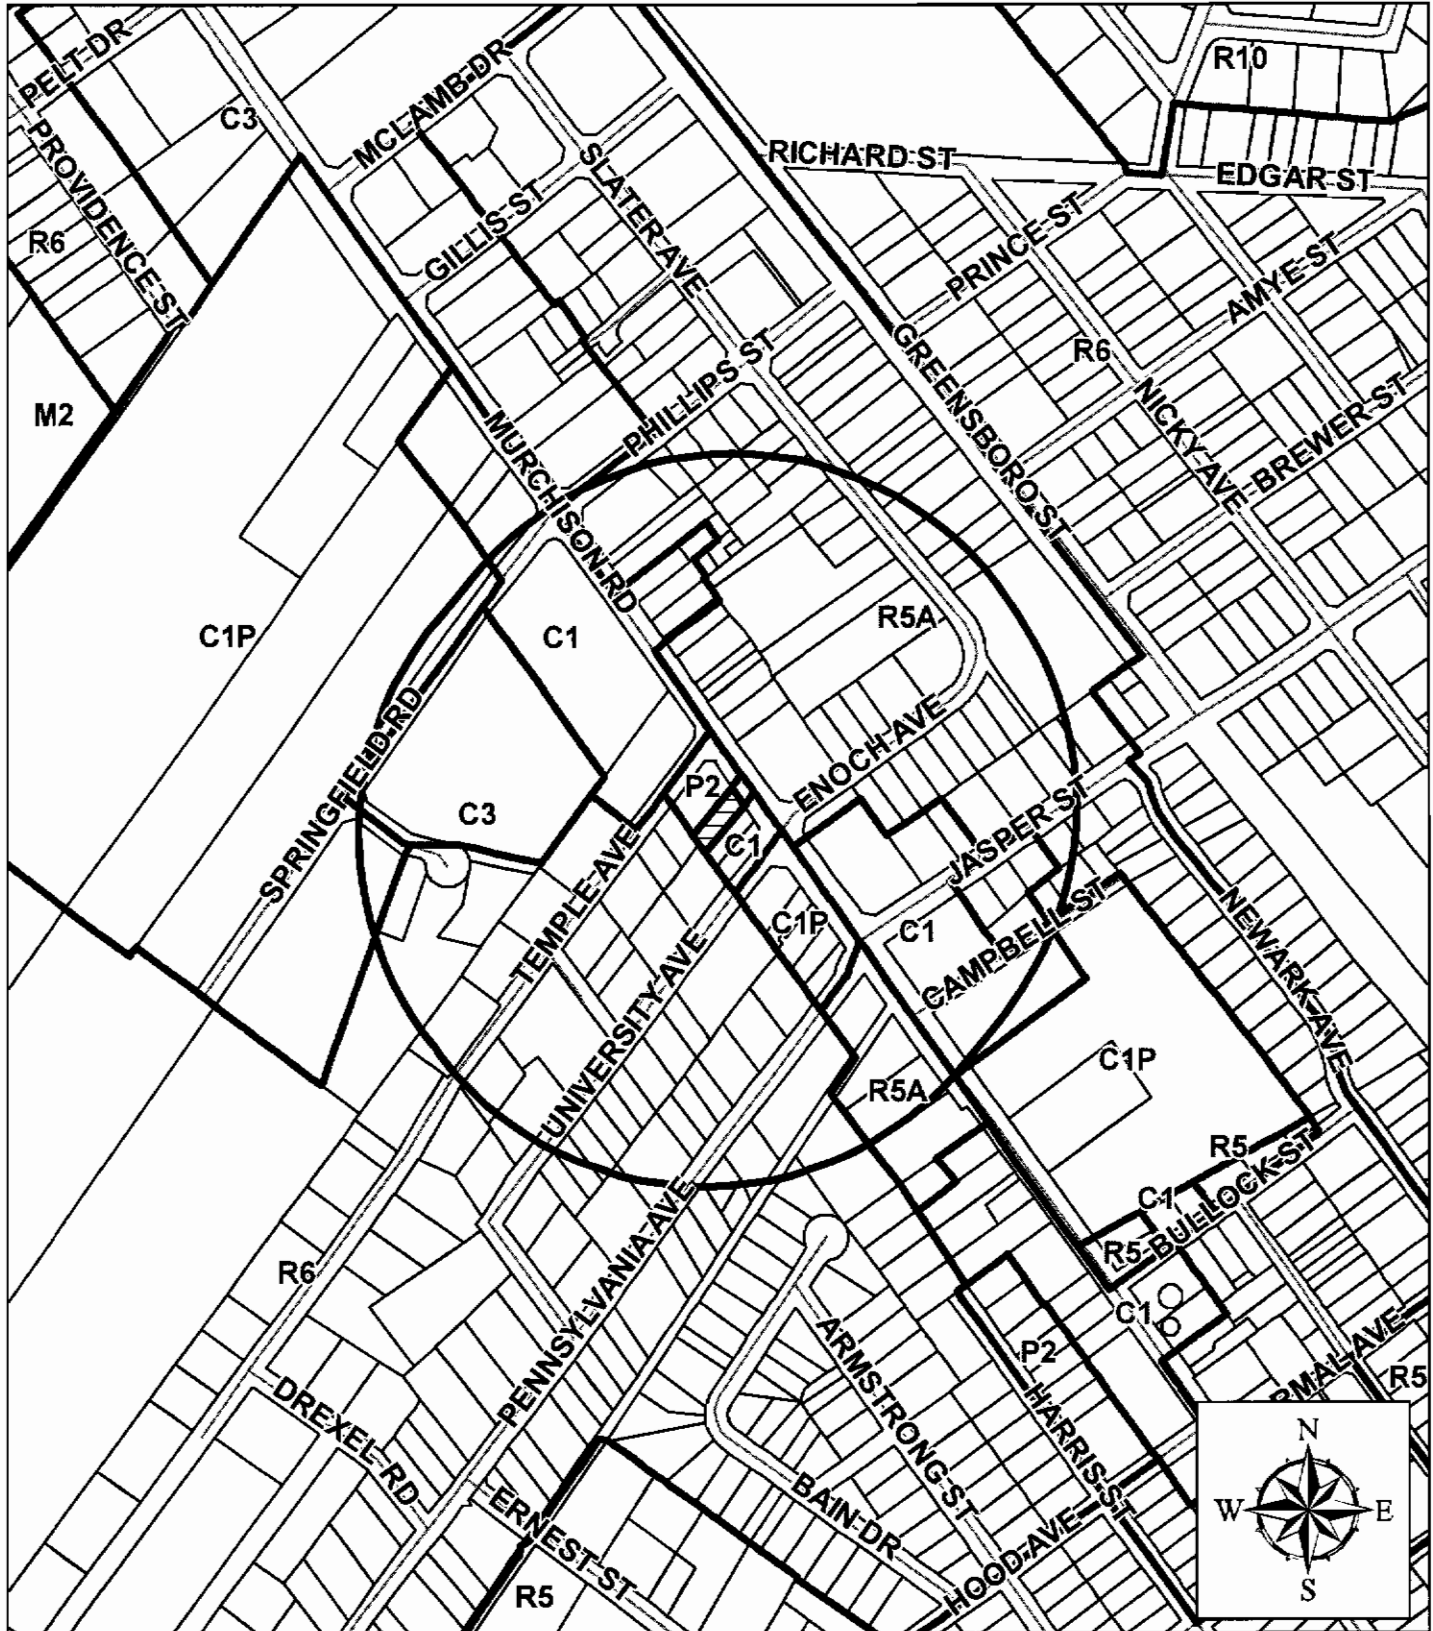 PELT DR
C3
MCLAMB DR
R10
PROVIDENCE ST
RICHARD ST
EDGAR ST
SLATER AVE
GILLIS ST
R6
PRINCE ST
AMYE ST
GREENSBORO ST
R6
M2
PHILLIPS ST
NICKY AVE
BREWER ST
MURCHISON RD
C1P
C1
R5A
SPRINGFIELD RD
ENOCH AVE
P2
C3
C1
JASPER ST
TEMPLE AVE
C1P
C1
CAMPBELL ST
NEWARK AVE
UNIVERSITY AVE
C1P
R5A
R5
BULLOCK ST
C1
R5
R6
PENNSYLVANIA AVE
C1
ARMSTRONG ST
P2
RMAL AVE
R5
DREXEL RD
HARRIS ST
BAIN DR
ERNEST ST
HOOD AVE
R5
N
W E
S